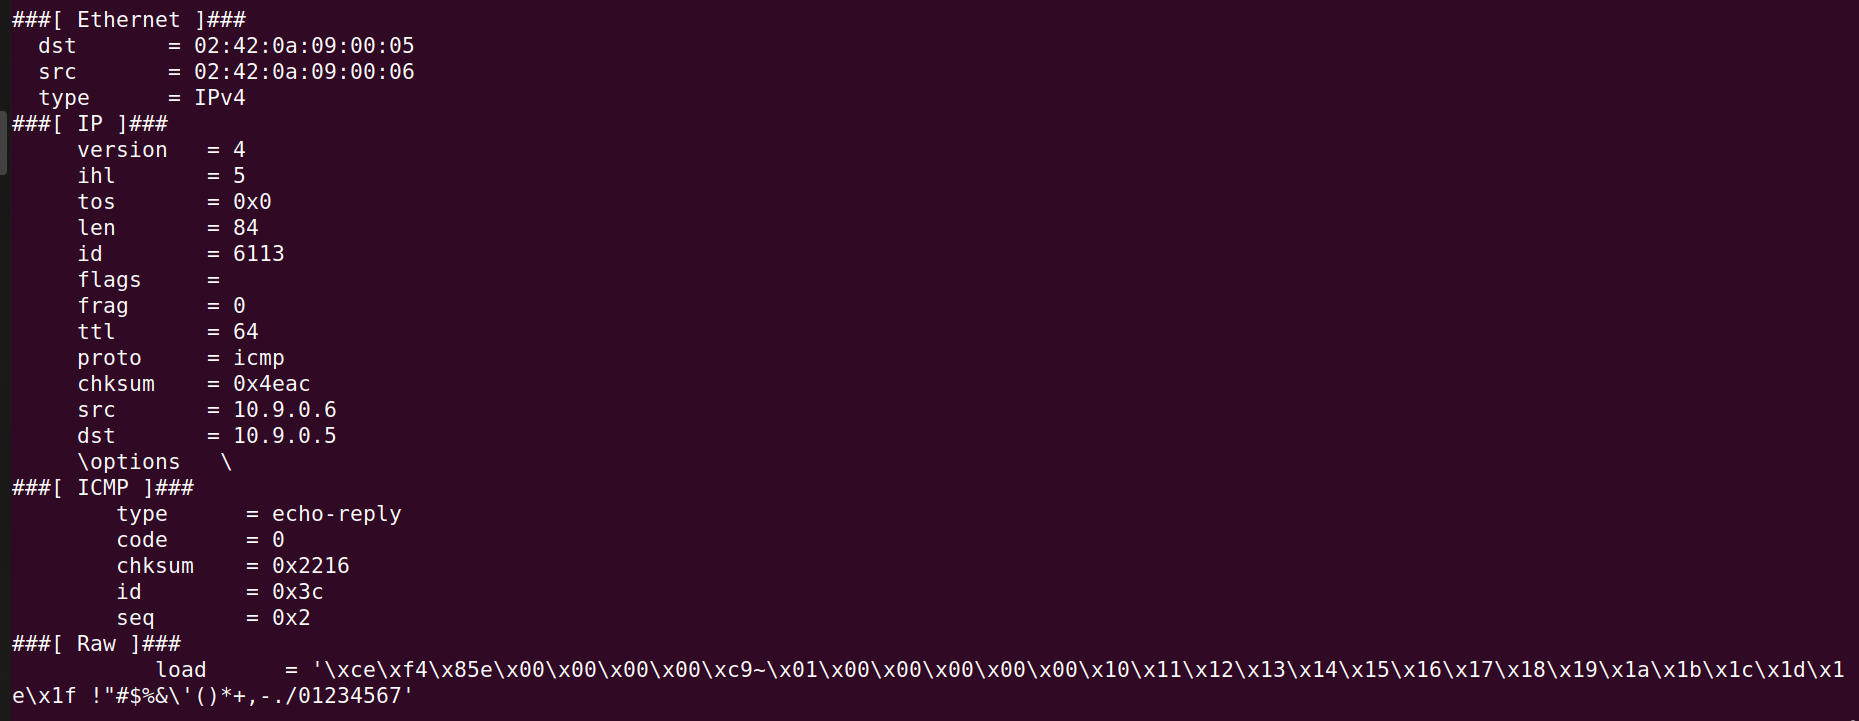 ###[ Ethernet ]###
  dst       = 02:42:0a:09:00:05
  src       = 02:42:0a:09:00:06
  type      = IPv4
###[ IP ]###
     version   = 4
     ihl       = 5
     tos       = 0x0
     len       = 84
     id        = 6113
     flags     =
     frag      = 0
     ttl       = 64
     proto     = icmp
     chksum    = 0x4eac
     src       = 10.9.0.6
     dst       = 10.9.0.5
     \options   \
###[ ICMP ]###
        type      = echo-reply
        code      = 0
        chksum    = 0x2216
        id        = 0x3c
        seq       = 0x2
###[ Raw ]###
           load      = '\xce\xf4\x85e\x00\x00\x00\x00\xc9~\x01\x00\x00\x00\x00\x00\x10\x11\x12\x13\x14\x15\x16\x17\x18\x19\x1a\x1b\x1c\x1d\x1
e\x1f !"#$%&\'()*+,-./01234567'